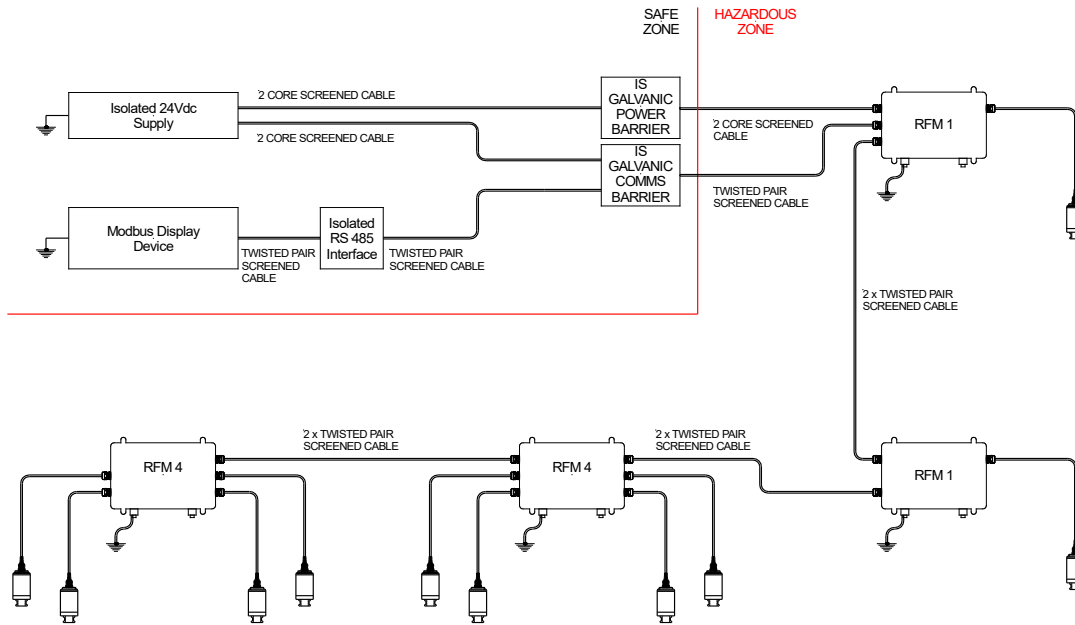 SAFE
ZONE
HAZARDOUS
ZONE
Isolated 24Vdc
Supply
'2 CORE SCREENED CABLE
'2 CORE SCREENED CABLE
IS
GALVANIC
POWER
BARRIER
'2 CORE SCREENED
CABLE
RFM 1
IS
GALVANIC
COMMS
BARRIER
TWISTED PAIR
SCREENED CABLE
Modbus Display
Device
TWISTED PAIR
SCREENED
CABLE
Isolated
RS 485
Interface
TWISTED PAIR
SCREENED CABLE
'2 x TWISTED PAIR
SCREENED CABLE
RFM 4
'2 x TWISTED PAIR
SCREENED CABLE
RFM 4
'2 x TWISTED PAIR
SCREENED CABLE
RFM 1